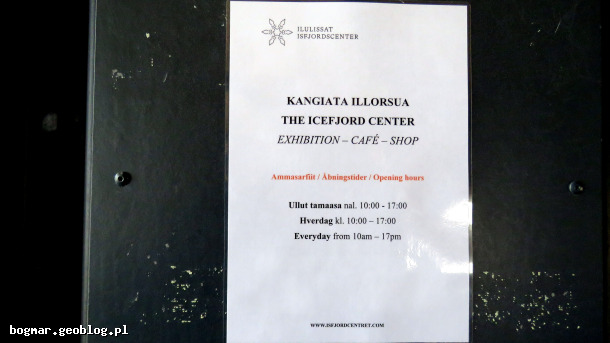 ILULISSAT
ISFJORDSCENTER
KANGIATA ILLORSUA
THE ICEFJORD CENTER
EXHIBITION – CAFÉ – SHOP
Ammasarfiit / Åbningstider / Opening hours
Ullut tamaasa nal. 10:00 - 17:00
Hverdag kl. 10:00 – 17:00
Everyday from 10am – 17pm
WWW.ISFJORDCENTRET.COM
bogmar.geoblog.pl